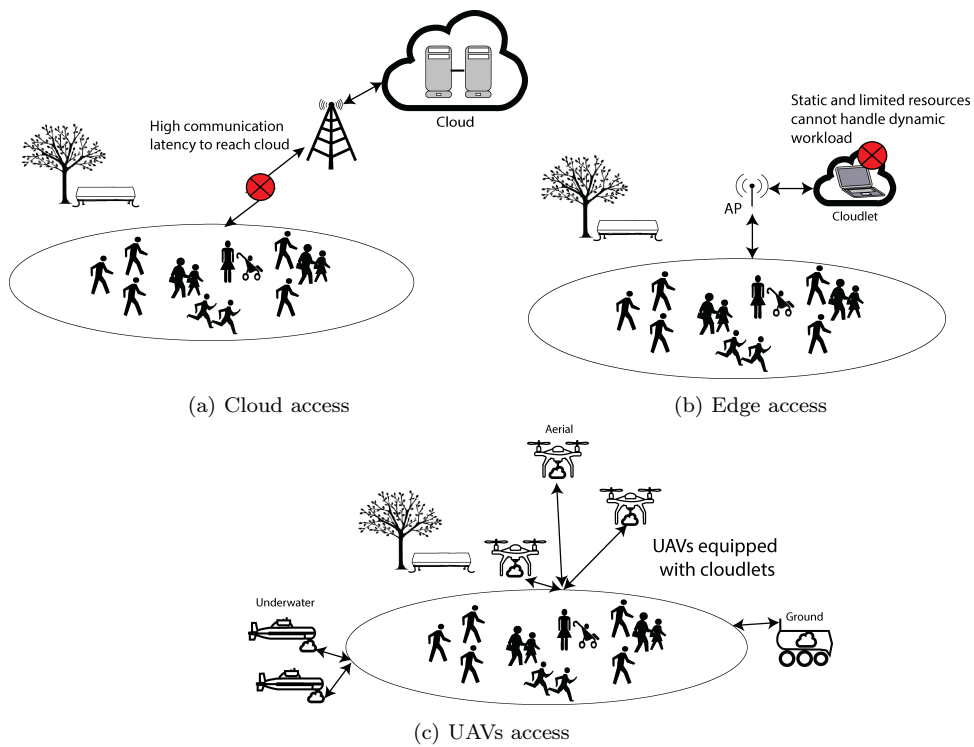 High communication
latency to reach cloud
Cloud
(a) Cloud access
Static and limited resources
cannot handle dynamic
workload
AP
Cloudlet
(b) Edge access
Aerial
UAVs equipped
with cloudlets
Underwater
Ground
(c) UAVs access